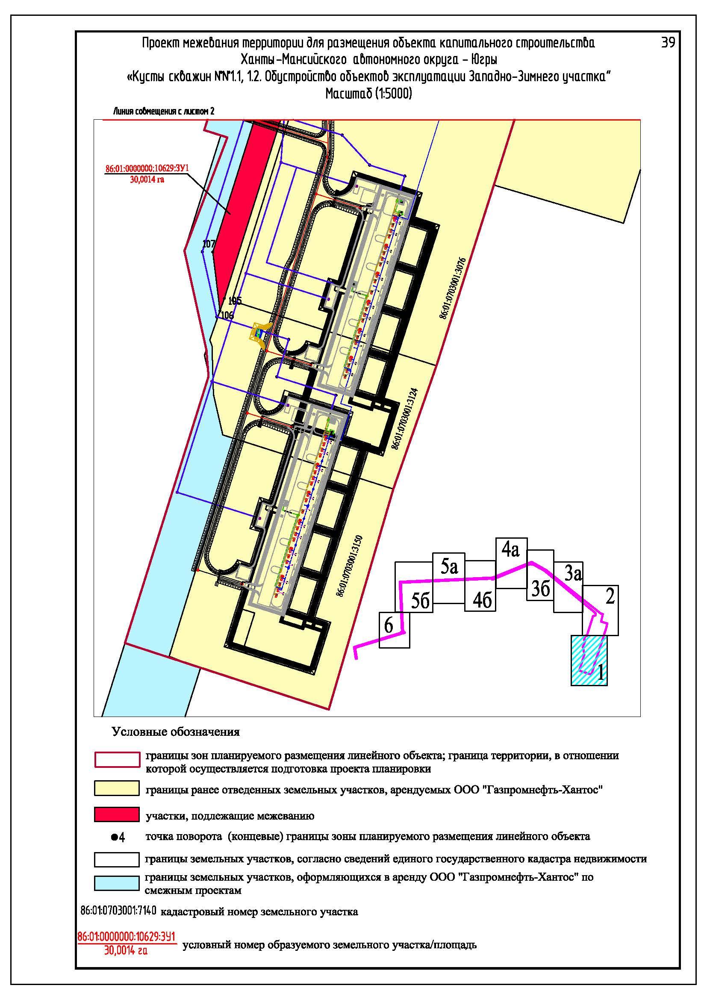 Проект межевания территории для размещения объекта капитального строительства
39
Ханты-Мансийского автономного округа - Югры
«Кусты скважин №№1.1, 1.2. Обустройство объектов эксплуатации Западно-Зимнего участка"
Масштаб (1:5000)
Линия совмещения с листом 2
86:01:0000000:10629:ЗУ1
30,0014 га
107
105
106
86:01:0703001:3076
86:01:0703001:3124
86:01:0703001:3150
4а
5а
3а
3б
2
5б
4б
6
1
Условные обозначения
границы зон планируемого размещения линейного объекта; граница территории, в отношении
которой осуществляется подготовка проекта планировки
границы ранее отведенных земельных участков, арендуемых ООО "Газпромнефть-Хантос"
участки, подлежащие межеванию
4 точка поворота (концевые) границы зоны планируемого размещения линейного объекта
границы земельных участков, согласно сведений единого государственного кадастра недвижимости
границы земельных участков, оформляющихся в аренду ООО "Газпромнефть-Хантос" по
смежным проектам
86:01:0703001:7140 кадастровый номер земельного участка
86:01:0000000:10629:ЗУ1
30,0014 га
условный номер образуемого земельного участка/площадь